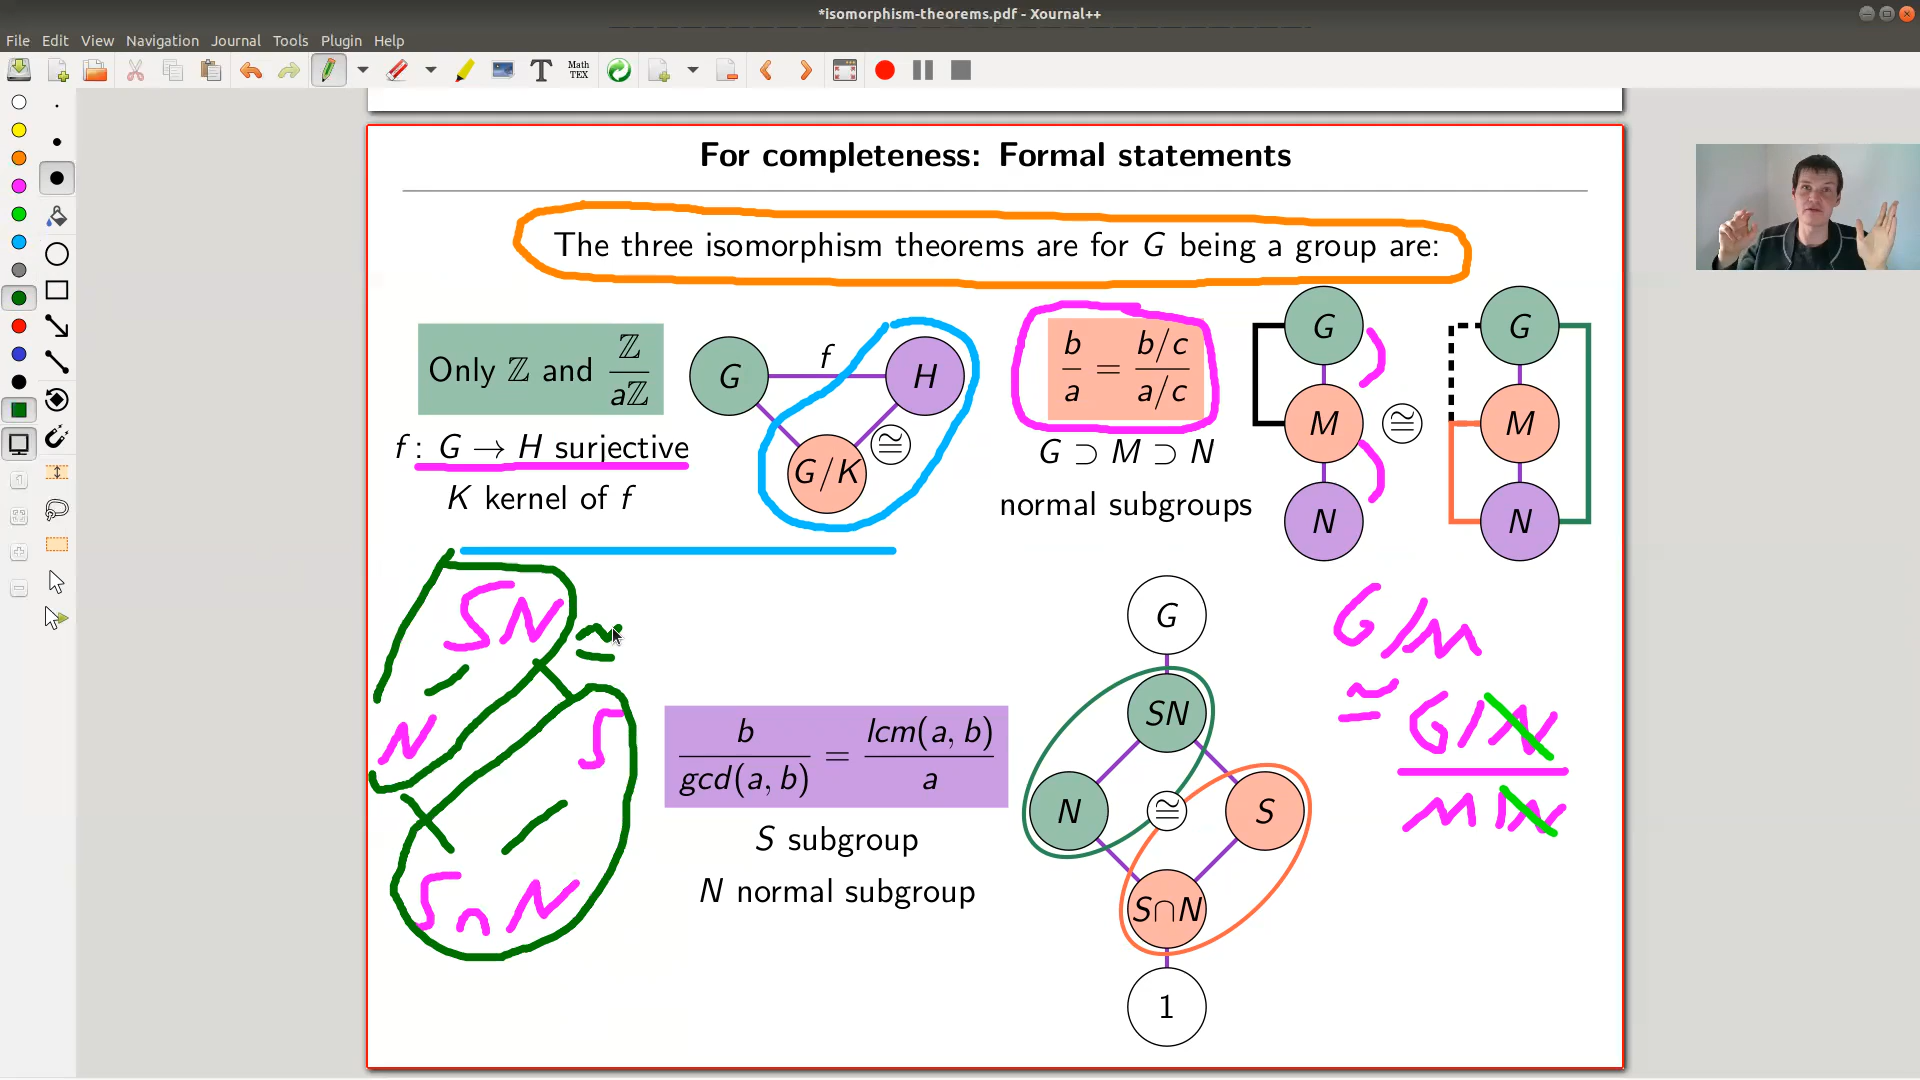 *isomorphism-theorems.pdf - Xournal++
File Edit View Navigation Journal Tools Plugin Help
Math TEX
For completeness: Formal statements
The three isomorphism theorems are for G being a group are:
Only ℤ and ℤ/aℤ
f : G → H surjective
K kernel of f
G f H
G/K ≅
b/a = (b/c)/(a/c)
G ⊃ M ⊃ N
normal subgroups
G
M
N
≅
G
M
N
SN ≅
N S
S∩N
b/gcd(a, b) = lcm(a, b)/a
S subgroup
N normal subgroup
G
SN
N ≅ S
S∩N
1
G/M
≅ G/N
M/N